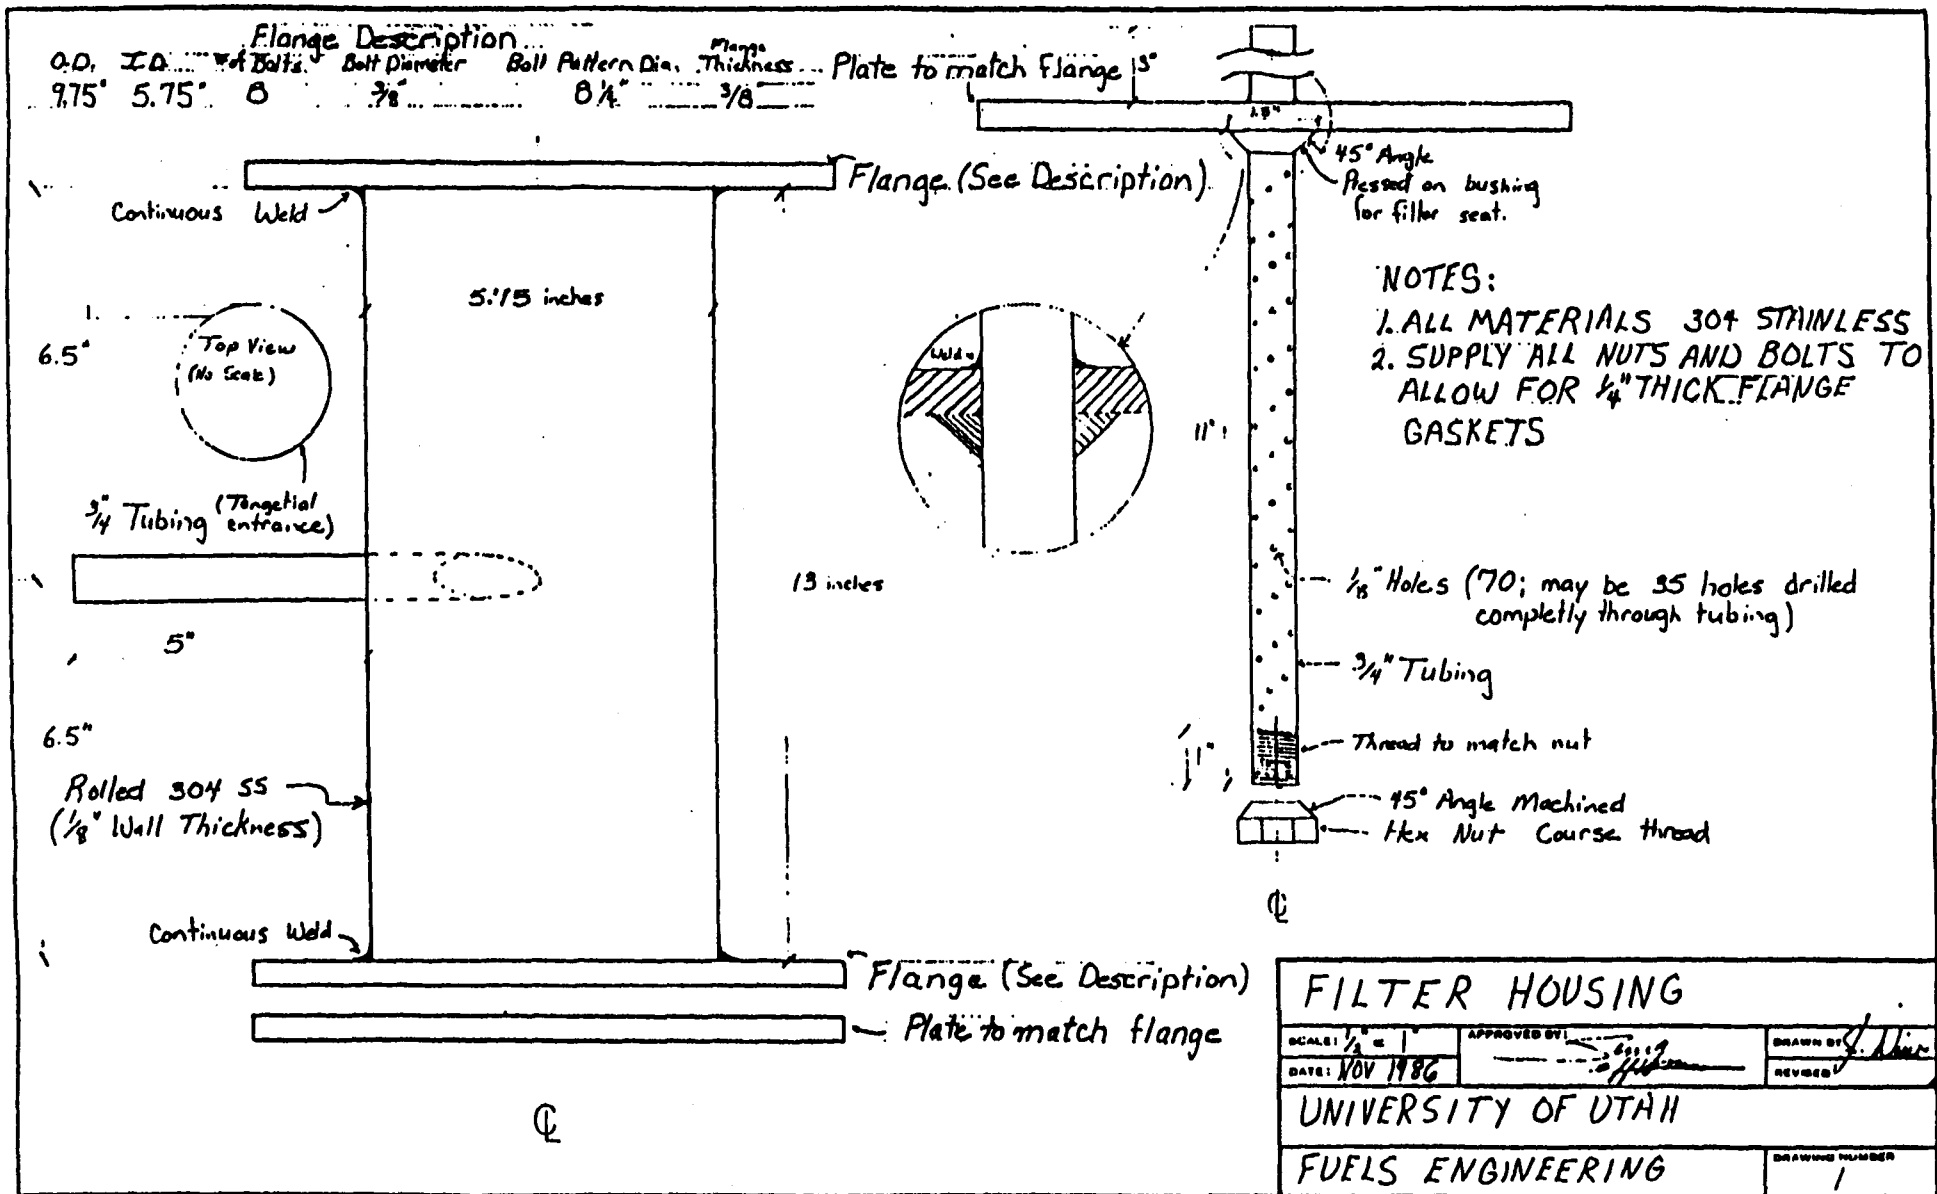 Flange Description
O.D. I.D. # of Bolts Bolt Diameter Bolt Pattern Dia. Flange Thickness
9.75" 5.75" 8 3/8" 8 1/4" 3/8"
Plate to match flange
3"
1.5"
45° Angle
Pressed on bushing
for filter seat.
Flange (See Description)
Continuous Weld
5.75 inches
6.5"
Top View
(No Scale)
3/4" Tubing (Tangetial
entrance)
Weld
11"
NOTES:
1. ALL MATERIALS 304 STAINLESS
2. SUPPLY ALL NUTS AND BOLTS TO
ALLOW FOR 1/4" THICK FLANGE
GASKETS
13 inches
5"
Holes (70; may be 35 holes drilled
completly through tubing)
3/4" Tubing
6.5"
1"
Thread to match nut
Rolled 304 SS
(1/8" Wall Thickness)
45° Angle Machined
Hex Nut Course thread
Continuous Weld
Flange (See Description)
Plate to match flange
FILTER HOUSING
SCALE: 1/2" = 1"
APPROVED BY:
DRAWN BY
DATE: NOV 1986
REVISED
UNIVERSITY OF UTAH
FUELS ENGINEERING
DRAWING NUMBER
1